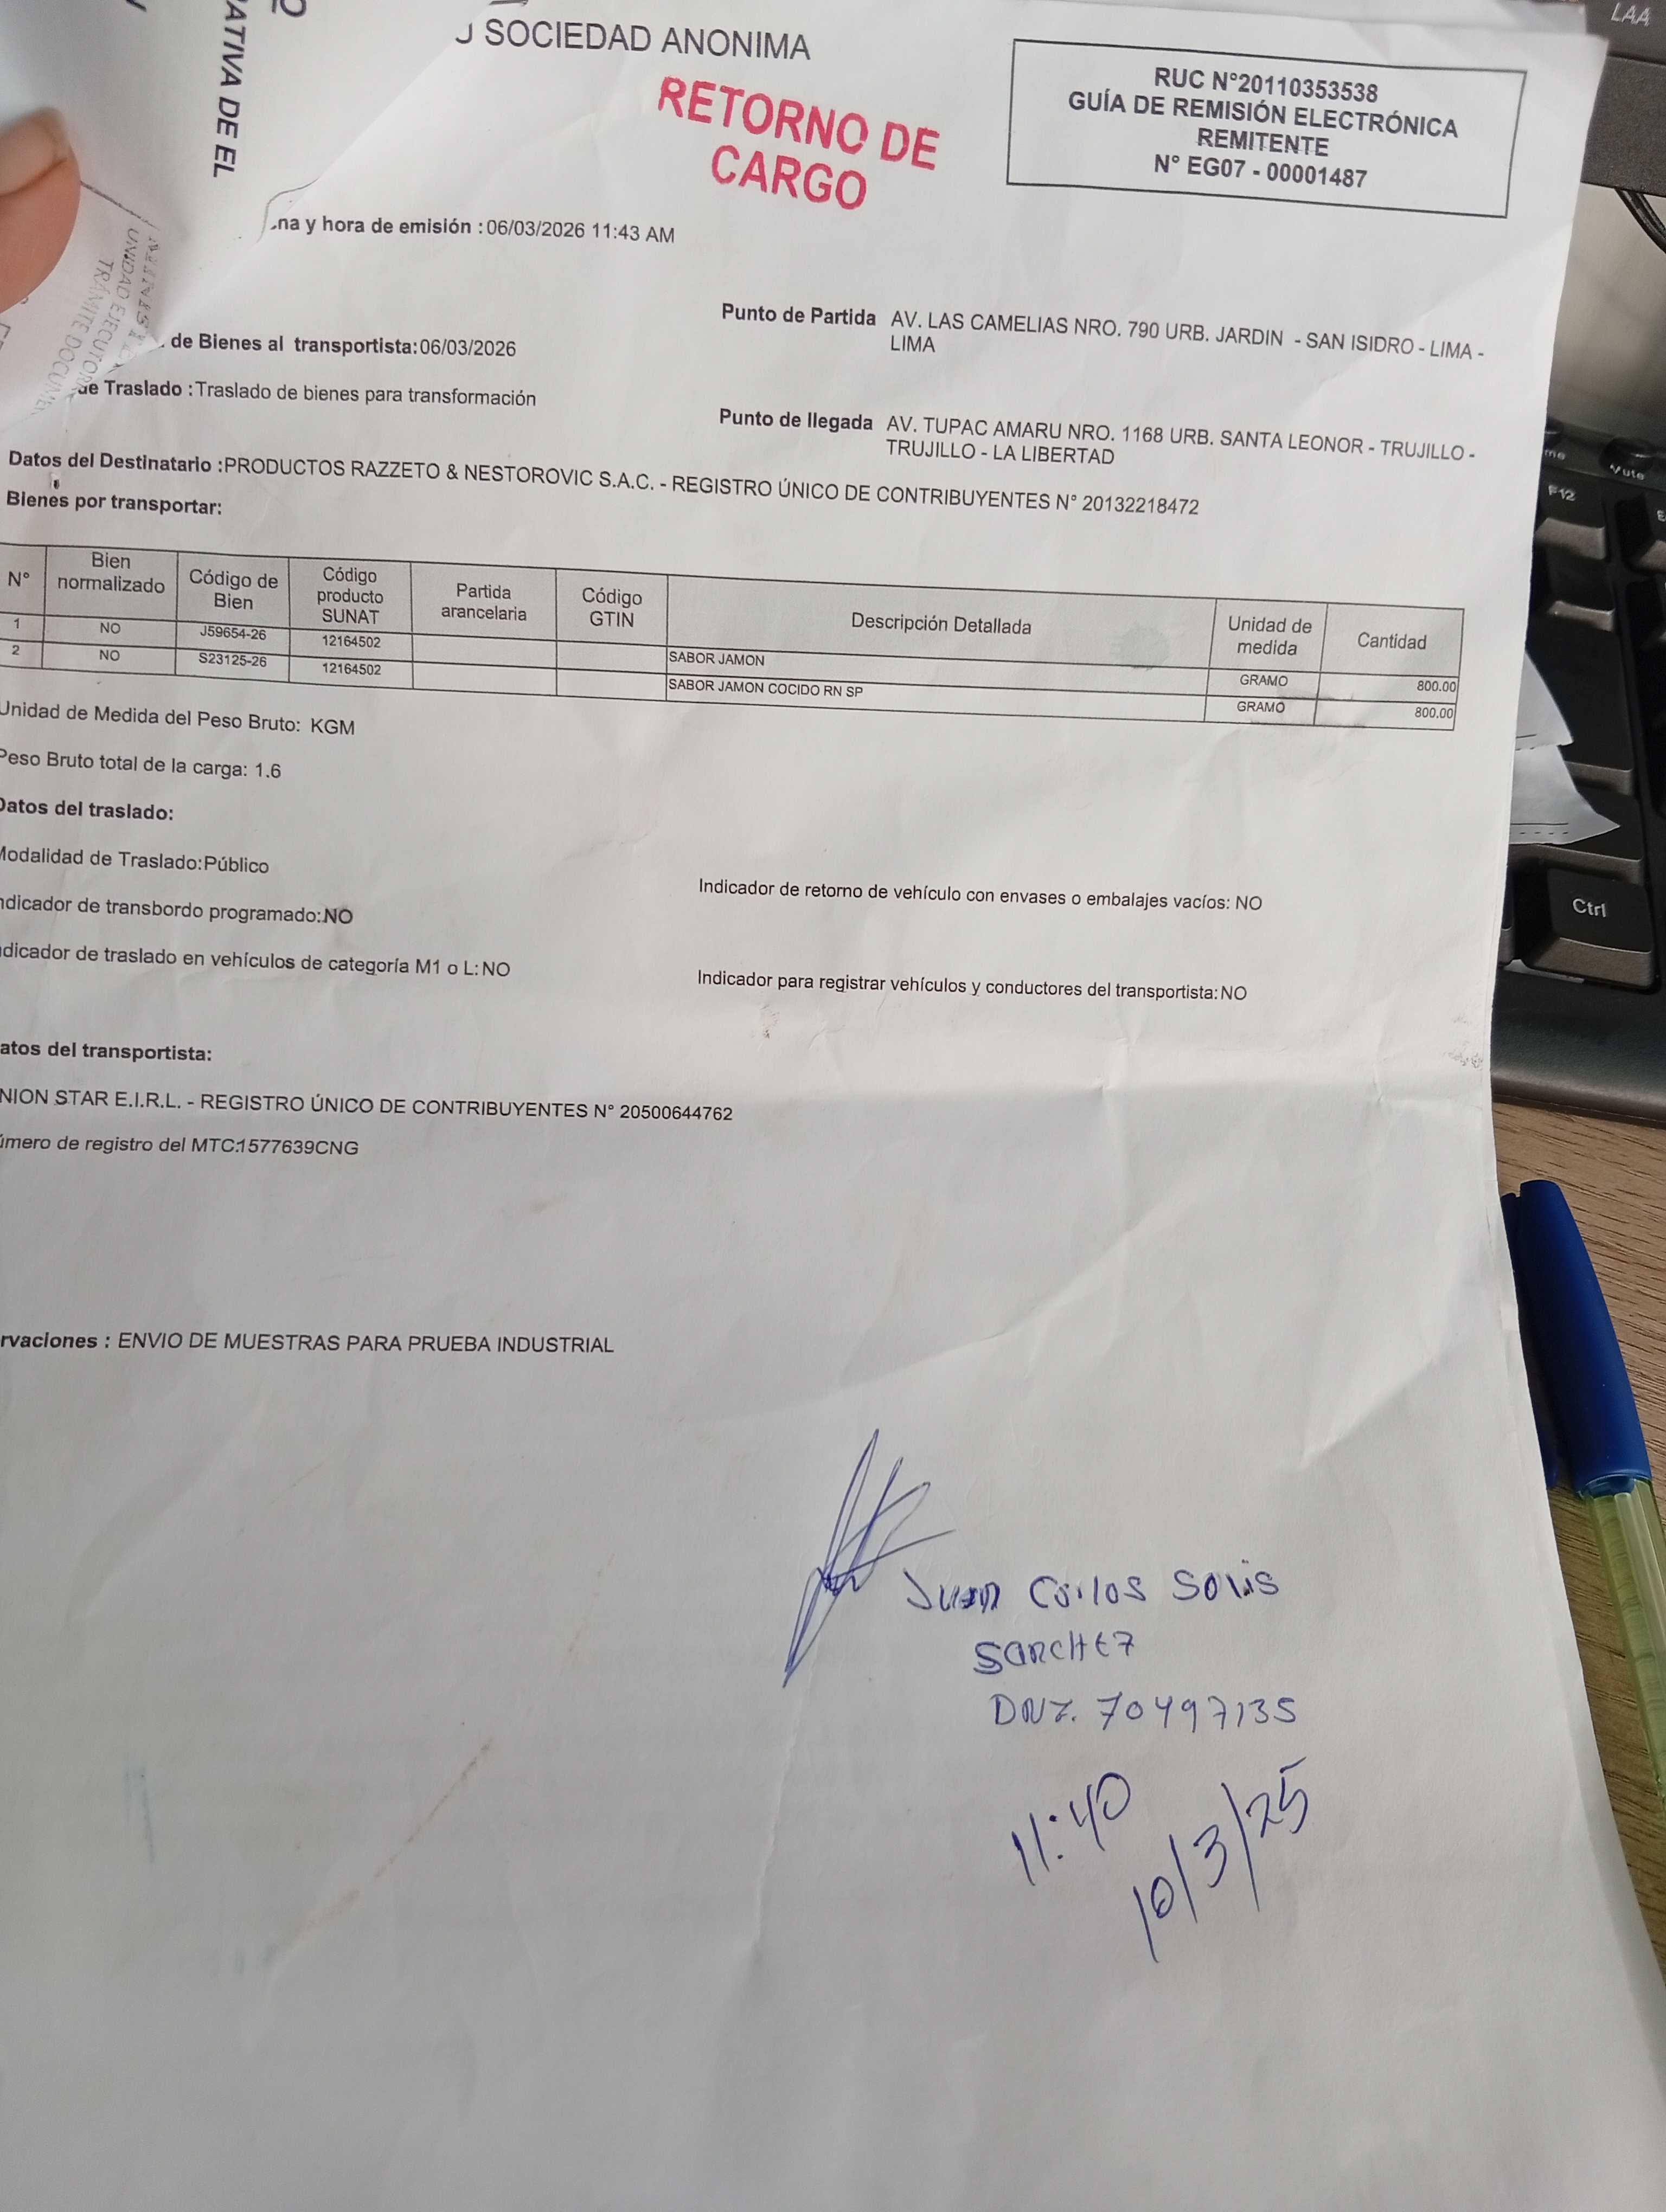 ATIVA DE EL
SOCIEDAD ANONIMA
RETORNO DE
CARGO
RUC N°20110353538
GUÍA DE REMISIÓN ELECTRÓNICA
REMITENTE
N° EG07 - 00001487
UNIDAD EJECUTOR
TRÁMITE DOCUME
na y hora de emisión : 06/03/2026 11:43 AM
de Bienes al transportista: 06/03/2026
de Traslado : Traslado de bienes para transformación
Punto de Partida AV. LAS CAMELIAS NRO. 790 URB. JARDIN - SAN ISIDRO - LIMA -
LIMA
Punto de llegada AV. TUPAC AMARU NRO. 1168 URB. SANTA LEONOR - TRUJILLO -
TRUJILLO - LA LIBERTAD
Datos del Destinatario : PRODUCTOS RAZZETO & NESTOROVIC S.A.C. - REGISTRO ÚNICO DE CONTRIBUYENTES N° 20132218472
Bienes por transportar:
N° Bien normalizado Código de Bien Código producto SUNAT Partida arancelaria Código GTIN Descripción Detallada Unidad de medida Cantidad
1 NO J59654-26 12164502 SABOR JAMON GRAMO 800.00
2 NO S23125-26 12164502 SABOR JAMON COCIDO RN SP GRAMO 800.00
Unidad de Medida del Peso Bruto: KGM
Peso Bruto total de la carga: 1.6
Datos del traslado:
Modalidad de Traslado:Público
ndicador de transbordo programado:NO
Indicador de retorno de vehículo con envases o embalajes vacíos: NO
dicador de traslado en vehículos de categoría M1 o L: NO
Indicador para registrar vehículos y conductores del transportista: NO
atos del transportista:
NION STAR E.I.R.L. - REGISTRO ÚNICO DE CONTRIBUYENTES N° 20500644762
úmero de registro del MTC:1577639CNG
rvaciones : ENVIO DE MUESTRAS PARA PRUEBA INDUSTRIAL
Juan Carlos Solis
Sanchez
DNI. 70497135
11:40
10/3/25
LAA
F12
Mute
Ctrl